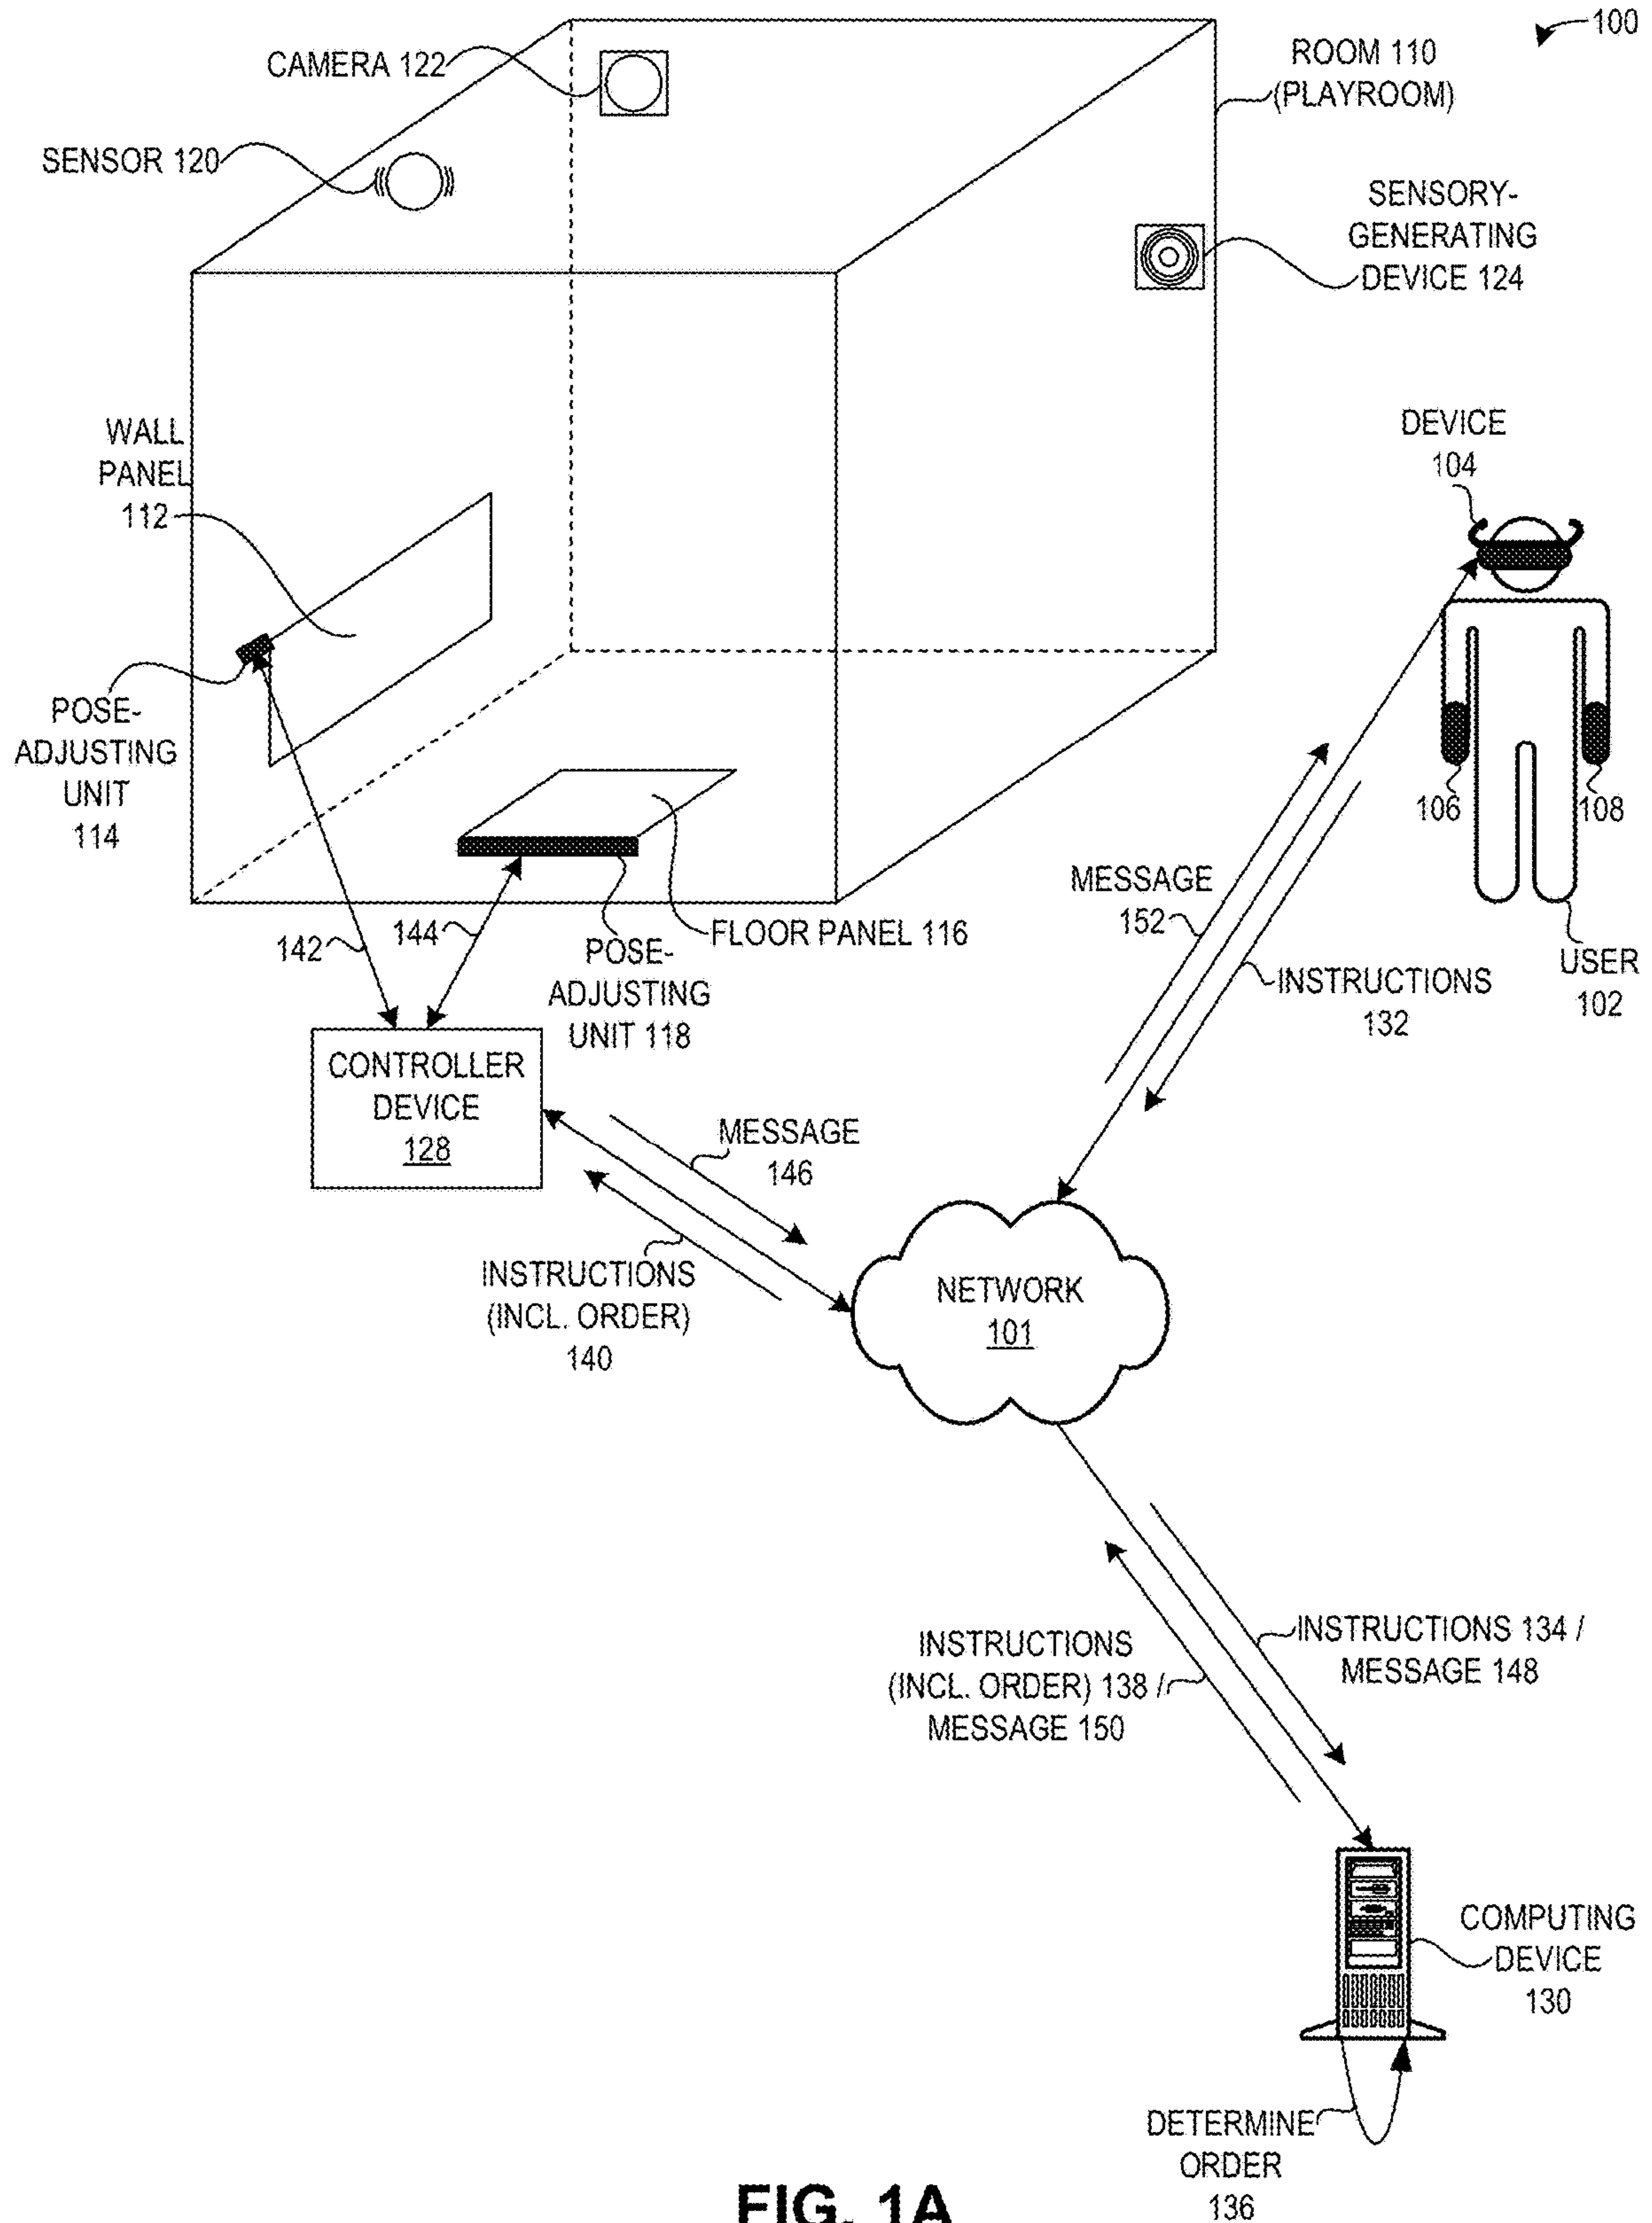 100
ROOM 110
(PLAYROOM)
CAMERA 122
SENSOR 120
SENSORY-
GENERATING
DEVICE 124
WALL
PANEL
112
DEVICE
104
POSE-
ADJUSTING
UNIT
114
106
108
MESSAGE
152
FLOOR PANEL 116
142
144
POSE-
ADJUSTING
UNIT 118
USER
102
INSTRUCTIONS
132
CONTROLLER
DEVICE
128
MESSAGE
146
INSTRUCTIONS
(INCL. ORDER)
140
NETWORK
101
INSTRUCTIONS 134 /
MESSAGE 148
INSTRUCTIONS
(INCL. ORDER) 138 /
MESSAGE 150
COMPUTING
DEVICE
130
DETERMINE
ORDER
136
FIG. 1A